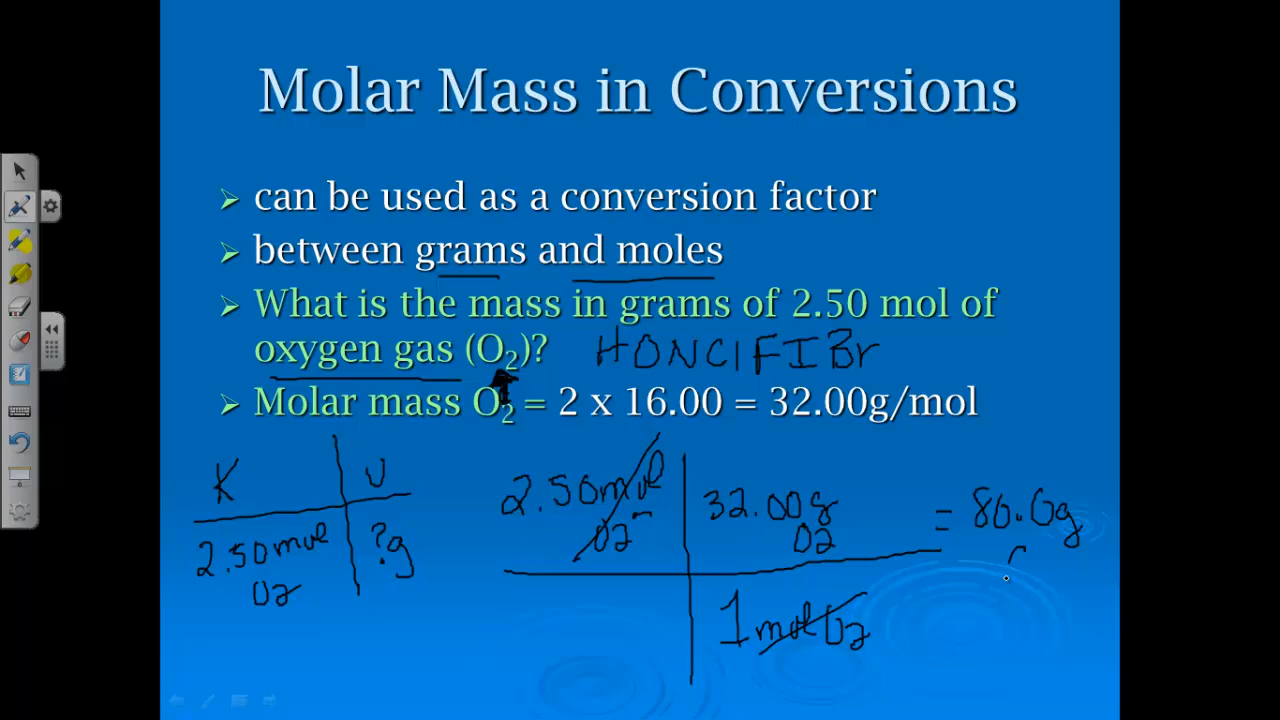 Molar Mass in Conversions
can be used as a conversion factor
between grams and moles
What is the mass in grams of 2.50 mol of
oxygen gas (O₂)? HONClFIBr
Molar mass O₂ = 2 x 16.00 = 32.00g/mol
K U
2.50mol ?g
O2
2.50mol 32.00g = 80.0g
O2 O2
1molO2